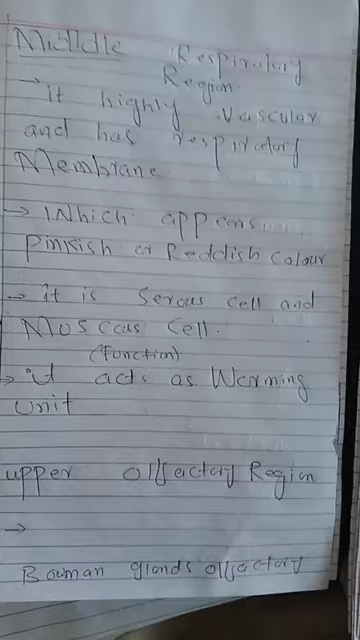 Middle Respiratory
Region.
→ it highly Vascular
and has respiratory
Membrane.
→ Which appears
Pinkish or Reddish Colour
→ it is Serous Cell and
Moscous Cell.
(Function)
→ it acts as Warming
Unit
upper olfactory Region
→
Bowman glands olfactory